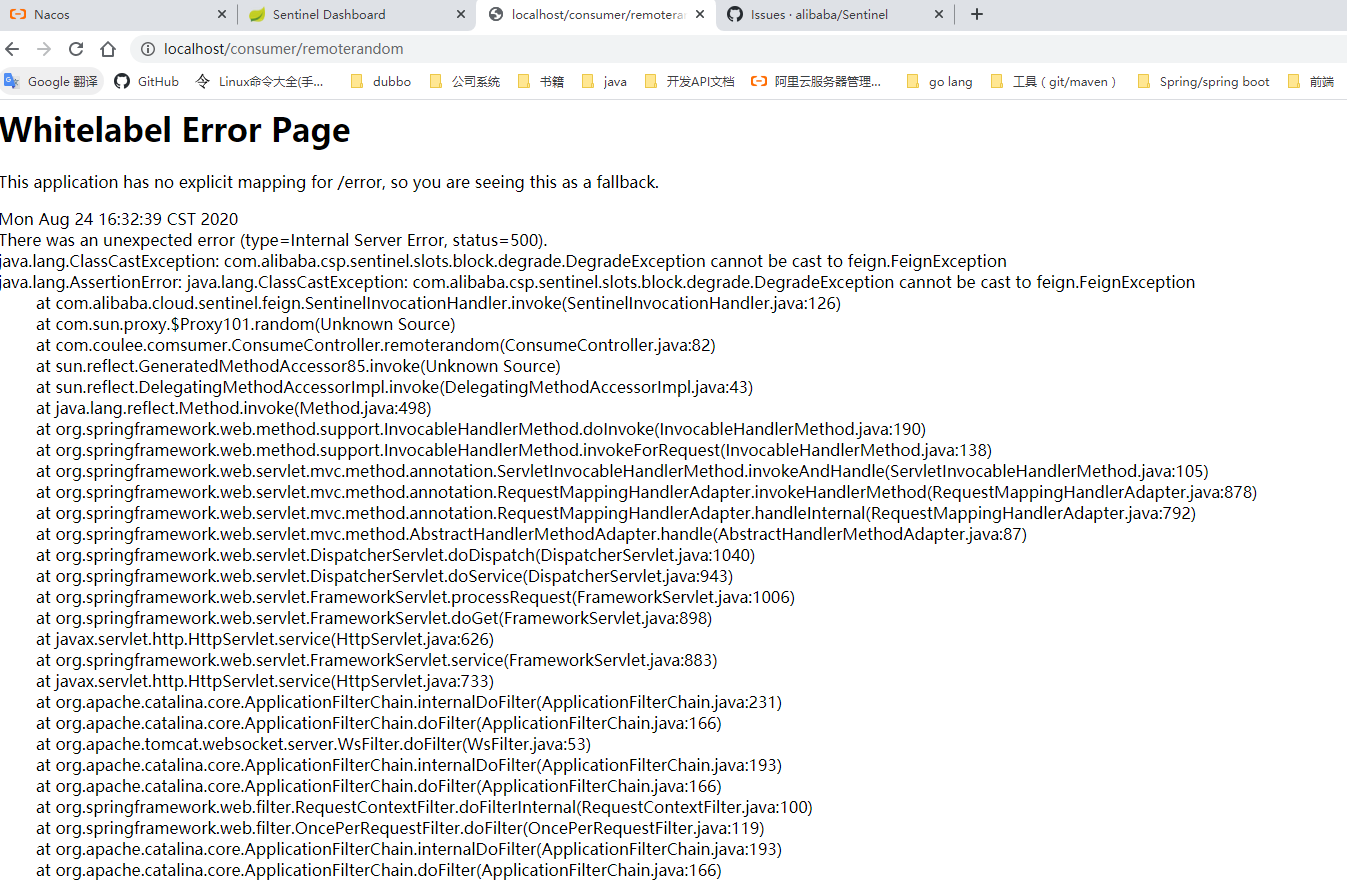 Nacos
Sentinel Dashboard
localhost/consumer/remotera
Issues · alibaba/Sentinel
localhost/consumer/remoterandom
Google 翻译
GitHub
Linux命令大全(手...
dubbo
公司系统
书籍
java
开发API文档
阿里云服务器管理...
go lang
工具（git/maven）
Spring/spring boot
前端
Whitelabel Error Page
This application has no explicit mapping for /error, so you are seeing this as a fallback.
Mon Aug 24 16:32:39 CST 2020
There was an unexpected error (type=Internal Server Error, status=500).
java.lang.ClassCastException: com.alibaba.csp.sentinel.slots.block.degrade.DegradeException cannot be cast to feign.FeignException
java.lang.AssertionError: java.lang.ClassCastException: com.alibaba.csp.sentinel.slots.block.degrade.DegradeException cannot be cast to feign.FeignException
at com.alibaba.cloud.sentinel.feign.SentinelInvocationHandler.invoke(SentinelInvocationHandler.java:126)
at com.sun.proxy.$Proxy101.random(Unknown Source)
at com.coulee.comsumer.ConsumeController.remoterandom(ConsumeController.java:82)
at sun.reflect.GeneratedMethodAccessor85.invoke(Unknown Source)
at sun.reflect.DelegatingMethodAccessorImpl.invoke(DelegatingMethodAccessorImpl.java:43)
at java.lang.reflect.Method.invoke(Method.java:498)
at org.springframework.web.method.support.InvocableHandlerMethod.doInvoke(InvocableHandlerMethod.java:190)
at org.springframework.web.method.support.InvocableHandlerMethod.invokeForRequest(InvocableHandlerMethod.java:138)
at org.springframework.web.servlet.mvc.method.annotation.ServletInvocableHandlerMethod.invokeAndHandle(ServletInvocableHandlerMethod.java:105)
at org.springframework.web.servlet.mvc.method.annotation.RequestMappingHandlerAdapter.invokeHandlerMethod(RequestMappingHandlerAdapter.java:878)
at org.springframework.web.servlet.mvc.method.annotation.RequestMappingHandlerAdapter.handleInternal(RequestMappingHandlerAdapter.java:792)
at org.springframework.web.servlet.mvc.method.AbstractHandlerMethodAdapter.handle(AbstractHandlerMethodAdapter.java:87)
at org.springframework.web.servlet.DispatcherServlet.doDispatch(DispatcherServlet.java:1040)
at org.springframework.web.servlet.DispatcherServlet.doService(DispatcherServlet.java:943)
at org.springframework.web.servlet.FrameworkServlet.processRequest(FrameworkServlet.java:1006)
at org.springframework.web.servlet.FrameworkServlet.doGet(FrameworkServlet.java:898)
at javax.servlet.http.HttpServlet.service(HttpServlet.java:626)
at org.springframework.web.servlet.FrameworkServlet.service(FrameworkServlet.java:883)
at javax.servlet.http.HttpServlet.service(HttpServlet.java:733)
at org.apache.catalina.core.ApplicationFilterChain.internalDoFilter(ApplicationFilterChain.java:231)
at org.apache.catalina.core.ApplicationFilterChain.doFilter(ApplicationFilterChain.java:166)
at org.apache.tomcat.websocket.server.WsFilter.doFilter(WsFilter.java:53)
at org.apache.catalina.core.ApplicationFilterChain.internalDoFilter(ApplicationFilterChain.java:193)
at org.apache.catalina.core.ApplicationFilterChain.doFilter(ApplicationFilterChain.java:166)
at org.springframework.web.filter.RequestContextFilter.doFilterInternal(RequestContextFilter.java:100)
at org.springframework.web.filter.OncePerRequestFilter.doFilter(OncePerRequestFilter.java:119)
at org.apache.catalina.core.ApplicationFilterChain.internalDoFilter(ApplicationFilterChain.java:193)
at org.apache.catalina.core.ApplicationFilterChain.doFilter(ApplicationFilterChain.java:166)